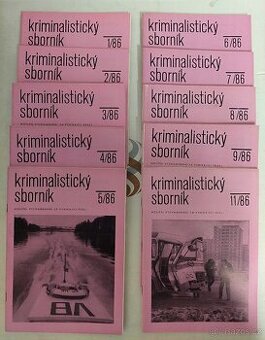 kriminalistický
sborník 1/86
kriminalistický
sborník 2/86
kriminalistický
sborník 3/86
kriminalistický
sborník 4/86
kriminalistický
sborník 5/86
VB
kriminalistický
sborník 6/86
kriminalistický
sborník 7/86
kriminalistický
sborník 8/86
kriminalistický
sborník 9/86
kriminalistický
sborník 11/86